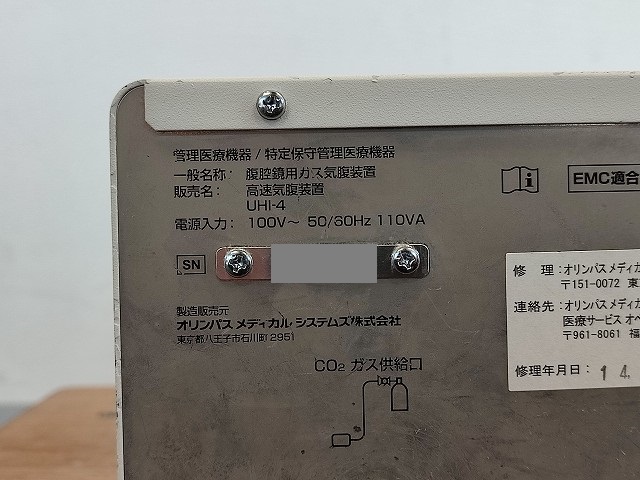 管理医療機器 / 特定保守管理医療機器
一般名称: 腹腔鏡用ガス気腹装置
販売名: 高速気腹装置
UHI-4
電源入力: 100V～ 50/60Hz 110VA
SN
製造販売元
オリンパス メディカル システムズ株式会社
東京都八王子市石川町 2951
CO₂ ガス供給口
EMC適合
修 理:オリンパスメディカ
〒151-0072 東
連絡先:オリンパスメディカ
医療サービス オペ
〒961-8061 福
修理年月日: 1 4.